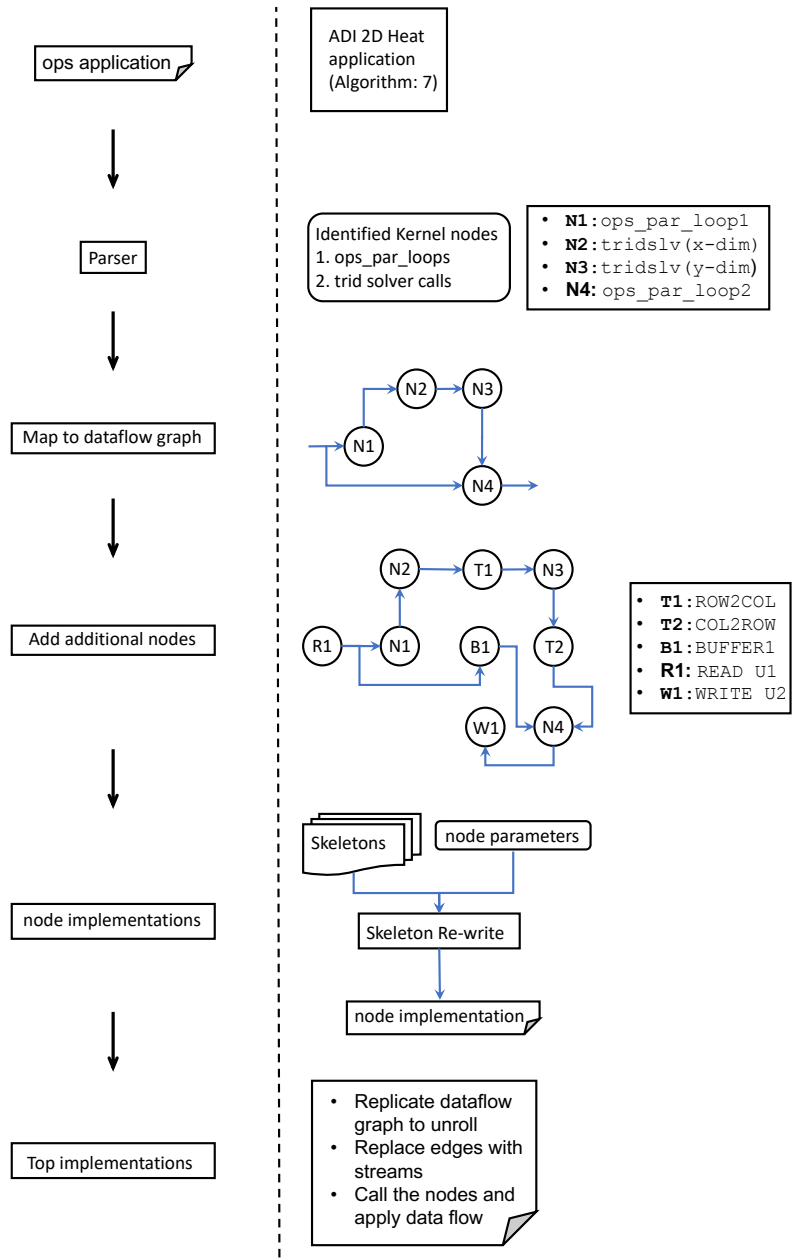 ops application
ADI 2D Heat
application
(Algorithm: 7)
Parser
Identified Kernel nodes
1. ops_par_loops
2. trid solver calls
• N1:ops_par_loop1
• N2:tridslv(x-dim)
• N3:tridslv(y-dim)
• N4: ops_par_loop2
Map to dataflow graph
N2
N3
N1
N4
Add additional nodes
N2
T1
N3
R1
N1
B1
T2
W1
N4
• T1:ROW2COL
• T2:COL2ROW
• B1:BUFFER1
• R1: READ U1
• W1:WRITE U2
node implementations
Skeletons
node parameters
Skeleton Re-write
node implementation
Top implementations
• Replicate dataflow
graph to unroll
• Replace edges with
streams
• Call the nodes and
apply data flow